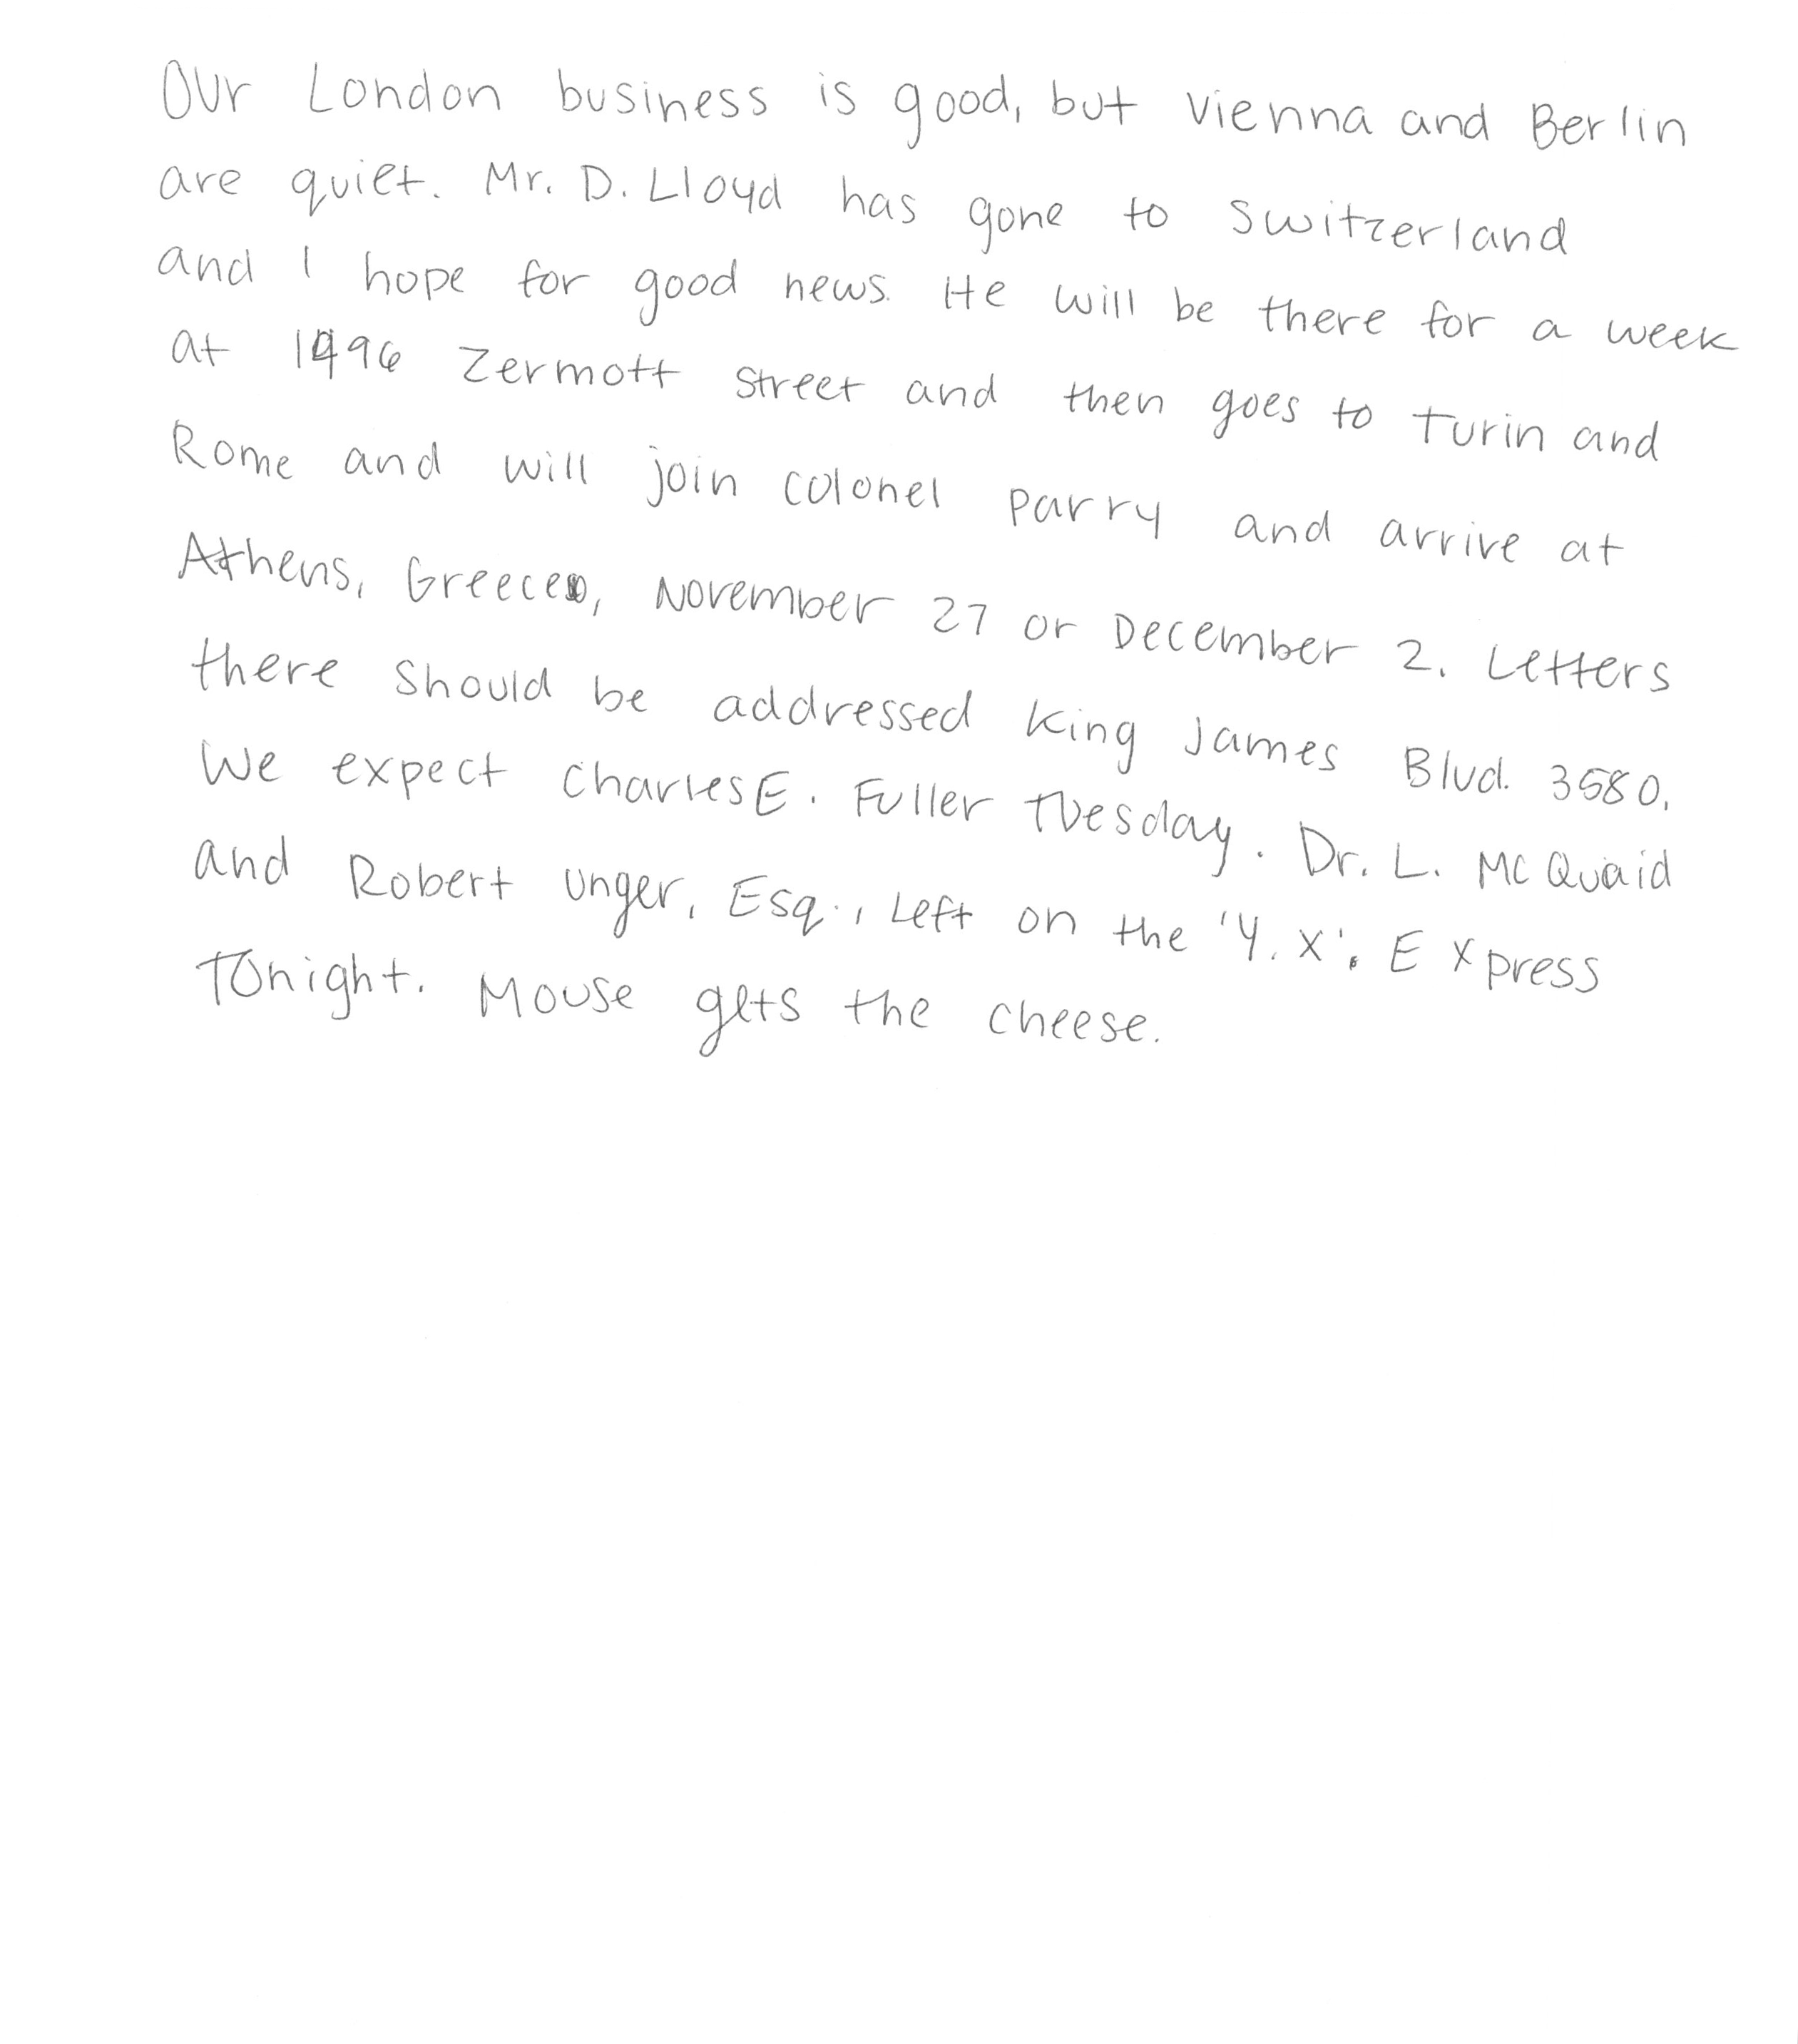 Our London business is good, but Vienna and Berlin
are quiet. Mr. D. Lloyd has gone to Switzerland
and I hope for good news. He will be there for a week
at 1496 Zermott street and then goes to Turin and
Rome and will join colonel Parry and arrive at
Athens, Greece, November 27 or December 2. Letters
there should be addressed King James Blvd. 3580.
We expect Charles E. Fuller Tuesday. Dr. L. McQuaid
and Robert Unger, Esq., Left on the 'Y. X'. EXpress
Tonight. Mouse gets the cheese.